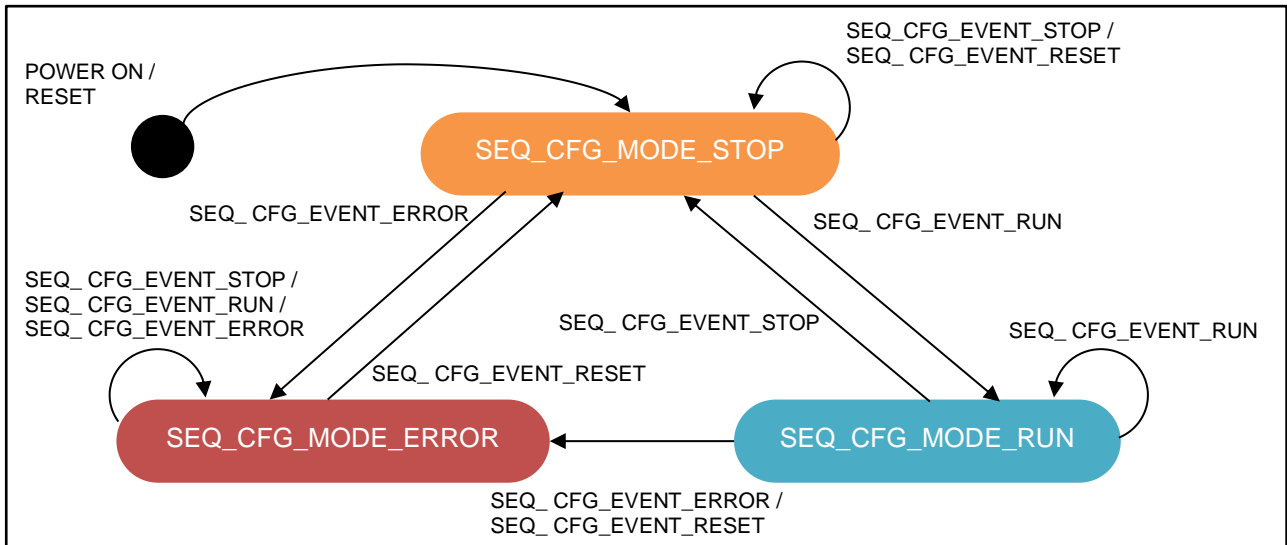 SEQ_CFG_EVENT_STOP /
SEQ_ CFG_EVENT_RESET
POWER ON /
RESET
SEQ_CFG_MODE_STOP
SEQ_ CFG_EVENT_ERROR
SEQ_ CFG_EVENT_RUN
SEQ_ CFG_EVENT_STOP /
SEQ_ CFG_EVENT_RUN /
SEQ_ CFG_EVENT_ERROR
SEQ_ CFG_EVENT_STOP
SEQ_ CFG_EVENT_RUN
SEQ_ CFG_EVENT_RESET
SEQ_CFG_MODE_ERROR
SEQ_CFG_MODE_RUN
SEQ_ CFG_EVENT_ERROR /
SEQ_ CFG_EVENT_RESET